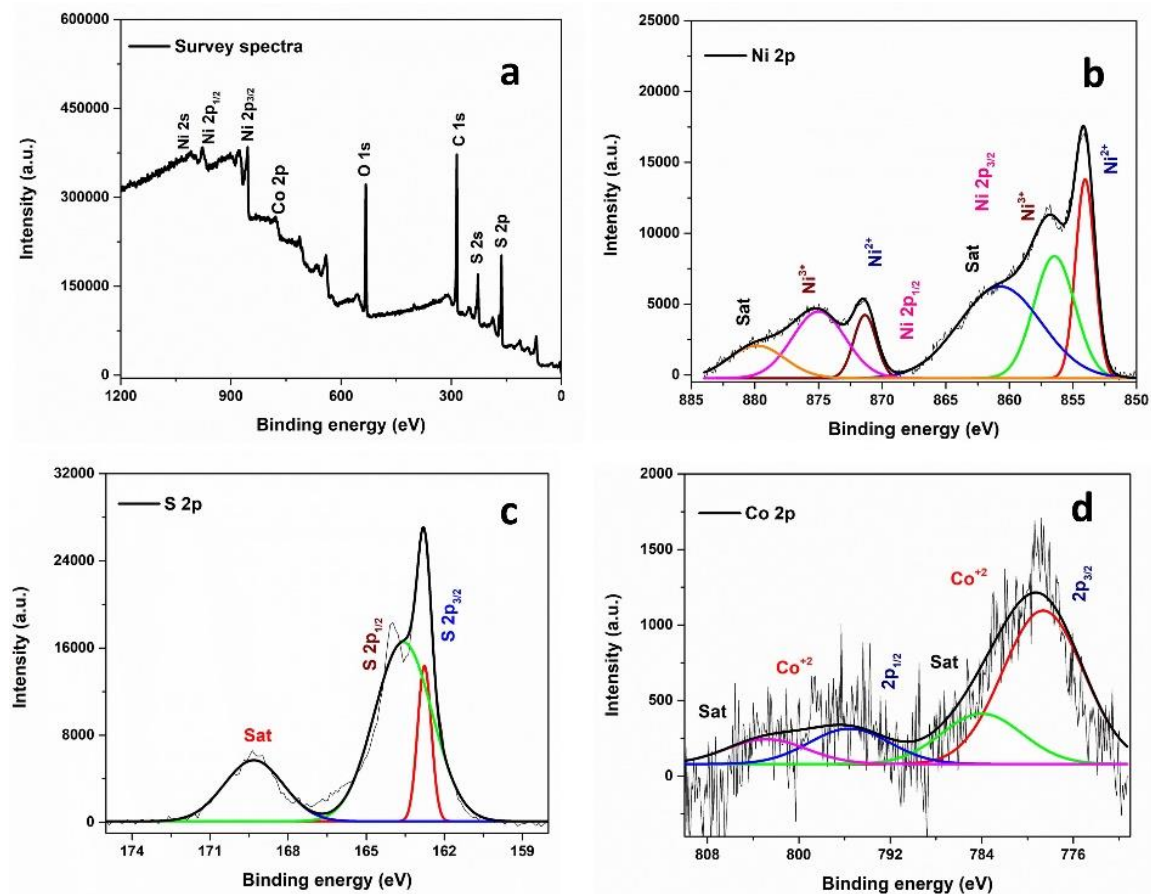 a
Survey spectra
600000
450000
300000
150000
0
Intensity (a.u.)
Ni 2s
Ni 2p1/2
Ni 2p3/2
Co 2p
O 1s
C 1s
S 2s
S 2p
1200 900 600 300 0
Binding energy (eV)
b
Ni 2p
25000
20000
15000
10000
5000
0
Intensity (a.u.)
Sat
Ni3+
Ni2+
Ni 2p1/2
Sat
Ni 2p3/2
Ni3+
Ni2+
885 880 875 870 865 860 855 850
Binding energy (eV)
c
S 2p
32000
24000
16000
8000
0
Intensity (a.u.)
Sat
S 2p1/2
S 2p3/2
174 171 168 165 162 159
Binding energy (eV)
d
Co 2p
2000
1500
1000
500
0
Intensity (a.u.)
Sat
Co+2
2p1/2
Sat
Co+2
2p3/2
808 800 792 784 776
Binding energy (eV)